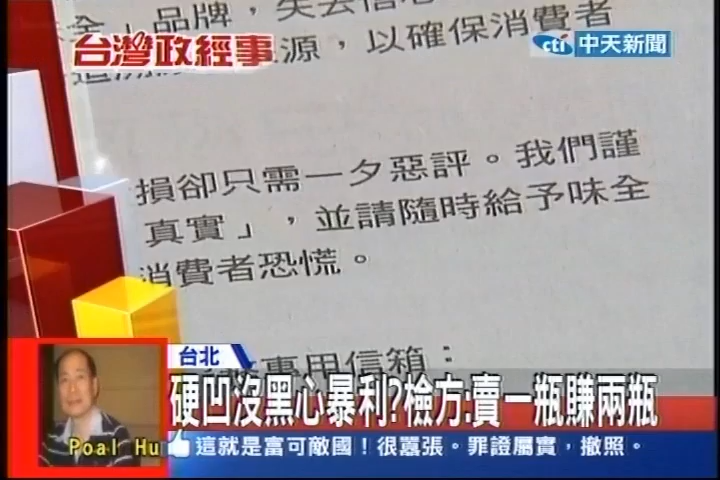 」品牌，失去信心
台灣政經事
源，以確保消費者
cti 中天新聞
損卻只需一夕惡評。我們謹
真實」，並請隨時給予味全
消費者恐慌。
專用信箱：
台北
硬凹沒黑心暴利?檢方:賣一瓶賺兩瓶
Poal Hu
這就是富可敵國！很囂張。罪證屬實，撤照。